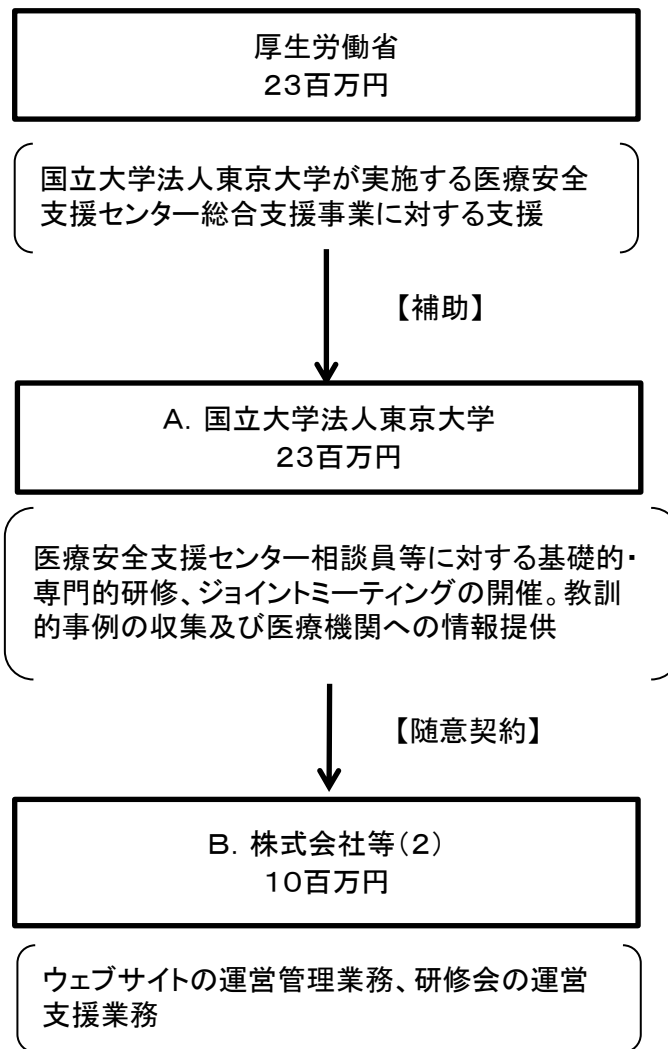 厚生労働省
23百万円
国立大学法人東京大学が実施する医療安全
支援センター総合支援事業に対する支援
【補助】
A．国立大学法人東京大学
23百万円
医療安全支援センター相談員等に対する基礎的・
専門的研修、ジョイントミーティングの開催。教訓
的事例の収集及び医療機関への情報提供
【随意契約】
B．株式会社等（2）
10百万円
ウェブサイトの運営管理業務、研修会の運営
支援業務